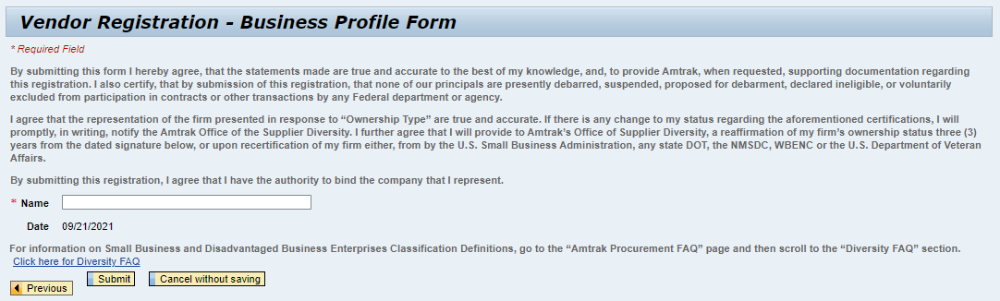 Vendor Registration - Business Profile Form
* Required Field
By submitting this form I hereby agree, that the statements made are true and accurate to the best of my knowledge, and, to provide Amtrak, when requested, supporting documentation regarding
this registration. I also certify, that by submission of this registration, that none of our principals are presently debarred, suspended, proposed for debarment, declared ineligible, or voluntarily
excluded from participation in contracts or other transactions by any Federal department or agency.
I agree that the representation of the firm presented in response to “Ownership Type” are true and accurate. If there is any change to my status regarding the aforementioned certifications, I will
promptly, in writing, notify the Amtrak Office of the Supplier Diversity. I further agree that I will provide to Amtrak’s Office of Supplier Diversity, a reaffirmation of my firm’s ownership status three (3)
years from the dated signature below, or upon recertification of my firm either, from by the U.S. Small Business Administration, any state DOT, the NMSDC, WBENC or the U.S. Department of Veteran
Affairs.
By submitting this registration, I agree that I have the authority to bind the company that I represent.
* Name
Date 09/21/2021
For information on Small Business and Disadvantaged Business Enterprises Classification Definitions, go to the “Amtrak Procurement FAQ” page and then scroll to the “Diversity FAQ” section.
Click here for Diversity FAQ
Submit Cancel without saving
Previous